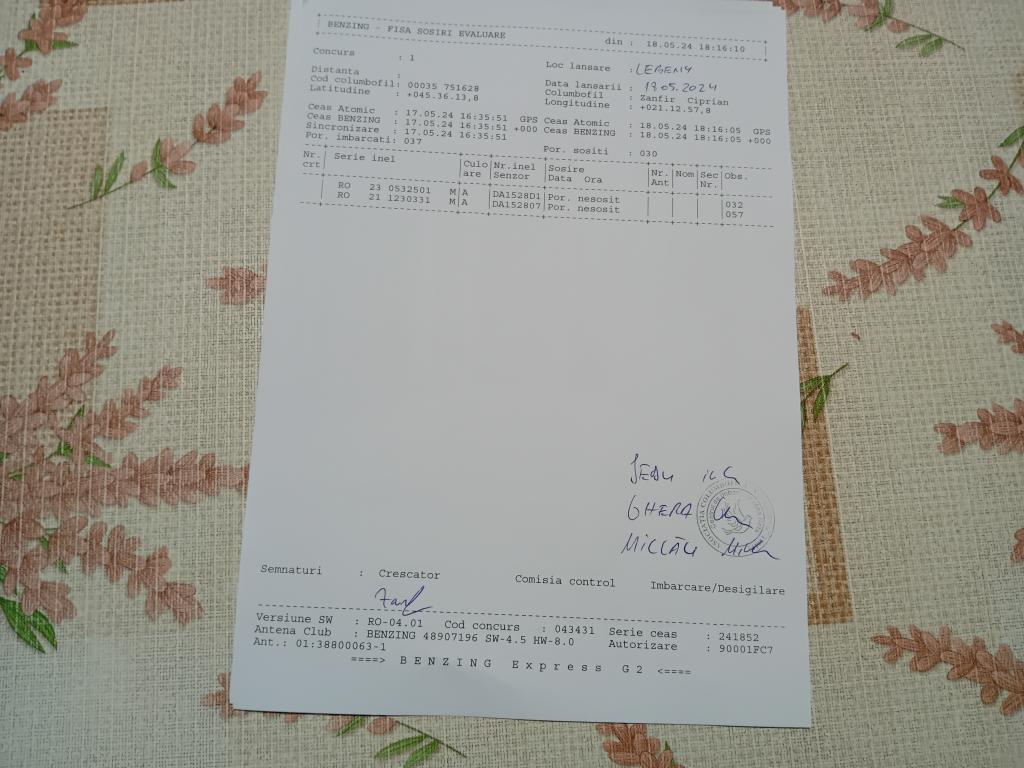 BENZING - FISA SOSIRI EVALUARE din : 18.05.24 18:16:10
Concurs : 1 Loc lansare : LEBENY
Distanta : Data lansarii : 19.05.2024
Cod columbofil: 00035 751628 Columbofil : Zanfir Ciprian
Latitudine : +045.36.13,8 Longitudine : +021.12.57,8
Ceas Atomic : 17.05.24 16:35:51 GPS Ceas Atomic : 18.05.24 18:16:05 GPS
Ceas BENZING : 17.05.24 16:35:51 +000 Ceas BENZING : 18.05.24 18:16:05 +000
Sincronizare : 17.05.24 16:35:51
Por. imbarcati: 037 Por. sositi : 030
Nr. Serie inel Culo Nr.inel Sosire Nr. Nom Sec Obs.
crt are Senzor Data Ora Ant Nr.
RO 23 0532501 M A DA1528D1 Por. nesosit 032
RO 21 1230331 M A DA152807 Por. nesosit 057
GHERA
Semnaturi : Crescator Comisia control Imbarcare/Desigilare
Versiune SW : RO-04.01 Cod concurs : 043431 Serie ceas : 241852
Antena Club : BENZING 48907196 SW-4.5 HW-8.0 Autorizare : 90001FC7
Ant.: 01:38800063-1
====> BENZING Express G2 <====